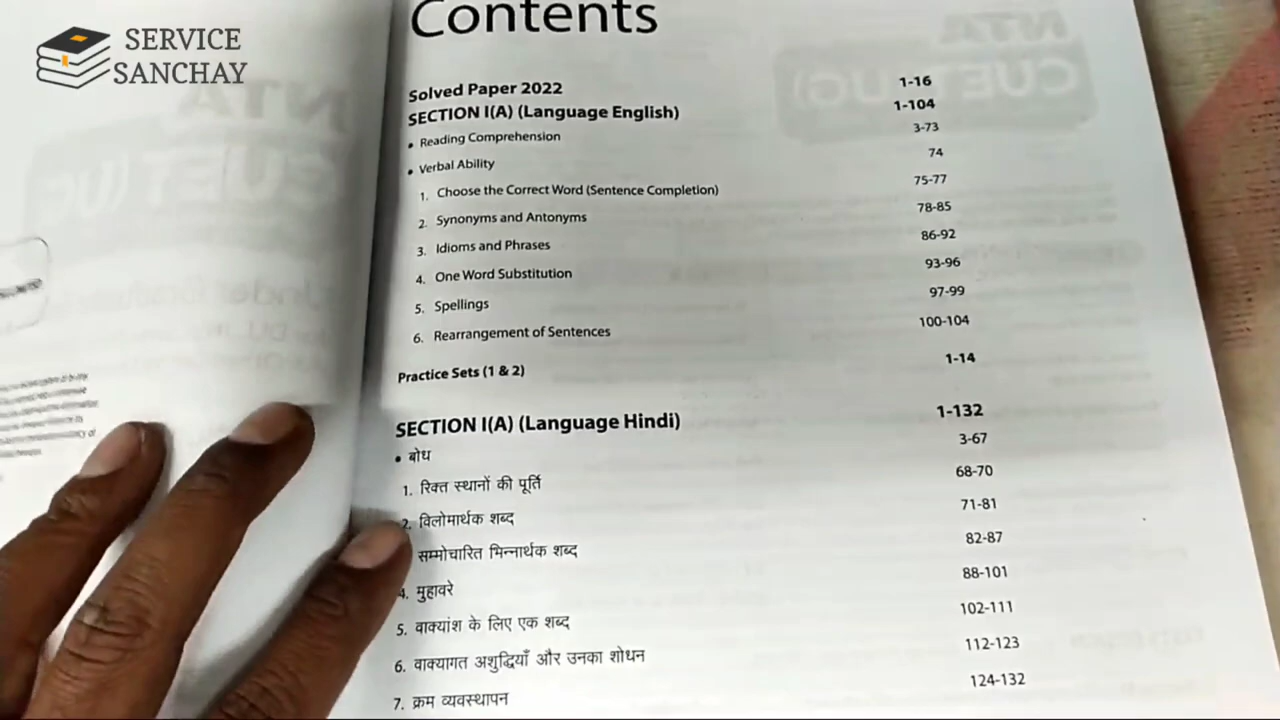 SERVICE
SANCHAY
Contents
Solved Paper 2022 1-16
SECTION I(A) (Language English) 1-104
• Reading Comprehension 3-73
• Verbal Ability 74
1. Choose the Correct Word (Sentence Completion) 75-77
2. Synonyms and Antonyms 78-85
3. Idioms and Phrases 86-92
4. One Word Substitution 93-96
5. Spellings 97-99
6. Rearrangement of Sentences 100-104
Practice Sets (1 & 2) 1-14
SECTION I(A) (Language Hindi) 1-132
• बोध 3-67
1. रिक्त स्थानों की पूर्ति 68-70
2. विलोमार्थक शब्द 71-81
सम्मोचारित भिन्नार्थक शब्द 82-87
4. मुहावरे 88-101
5. वाक्यांश के लिए एक शब्द 102-111
6. वाक्यागत अशुद्धियाँ और उनका शोधन 112-123
7. क्रम व्यवस्थापन 124-132